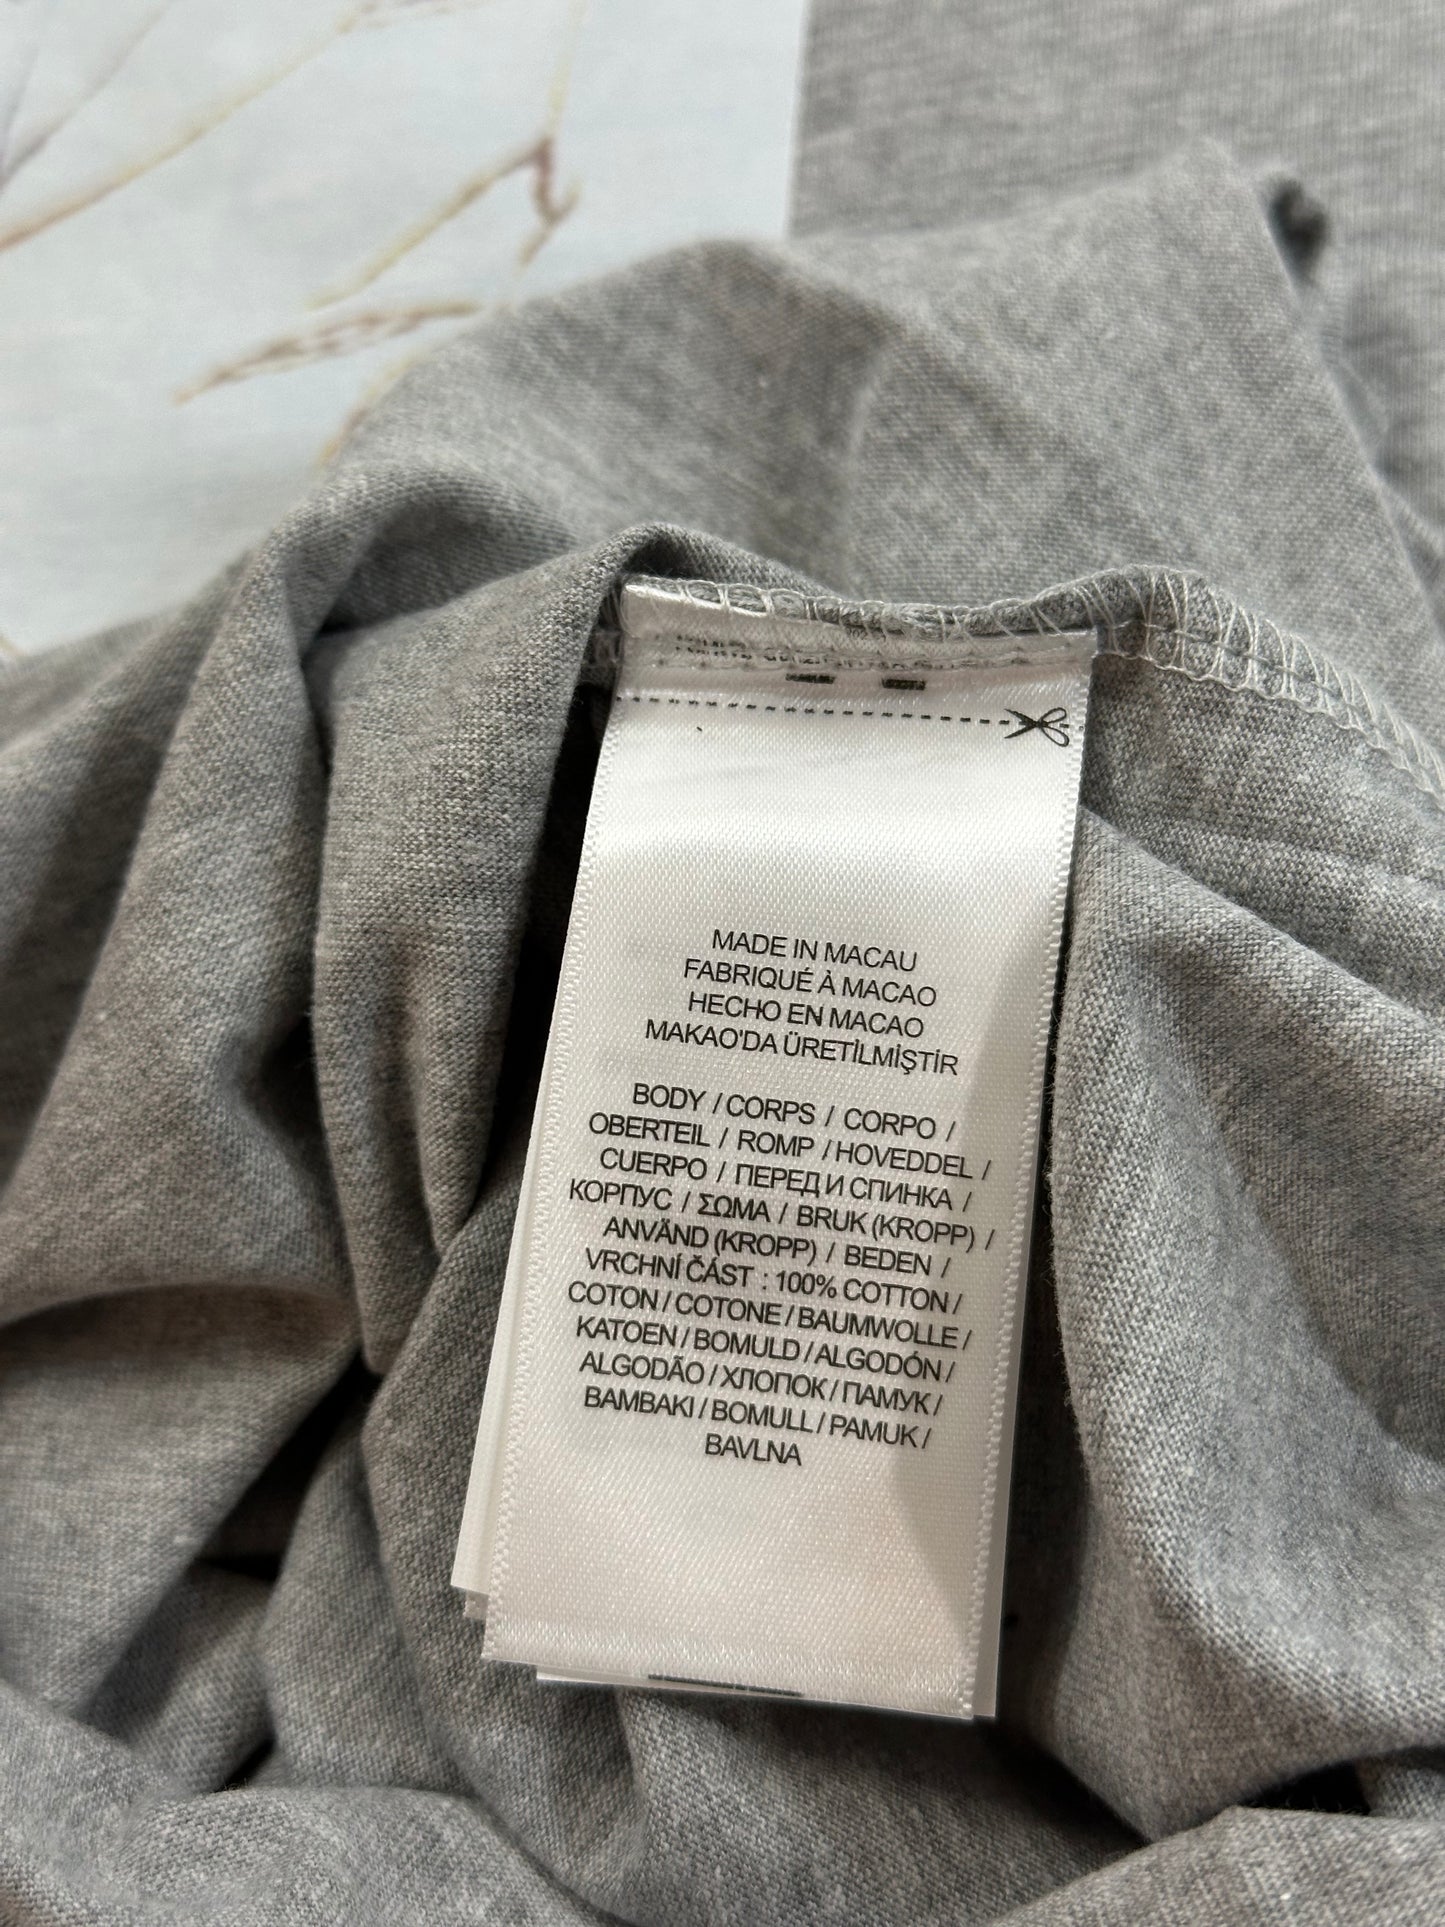 MADE IN MACAU
FABRIQUÉ À MACAO
HECHO EN MACAO
MAKAO'DA ÜRETİLMİŞTİR
BODY / CORPS / CORPO /
OBERTEIL / ROMP / HOVEDDEL /
CUERPO / ПЕРЕД И СПИНКА /
КОРПУС / ΣΩΜΑ / BRUK (KROPP) /
ANVÄND (KROPP) / BEDEN /
VRCHNÍ ČÁST : 100% COTTON /
COTON / COTONE / BAUMWOLLE /
KATOEN / BOMULD / ALGODÓN /
ALGODÃO / ХЛОПОК / ПАМУК /
BAMBAKI / BOMULL / PAMUK /
BAVLNA